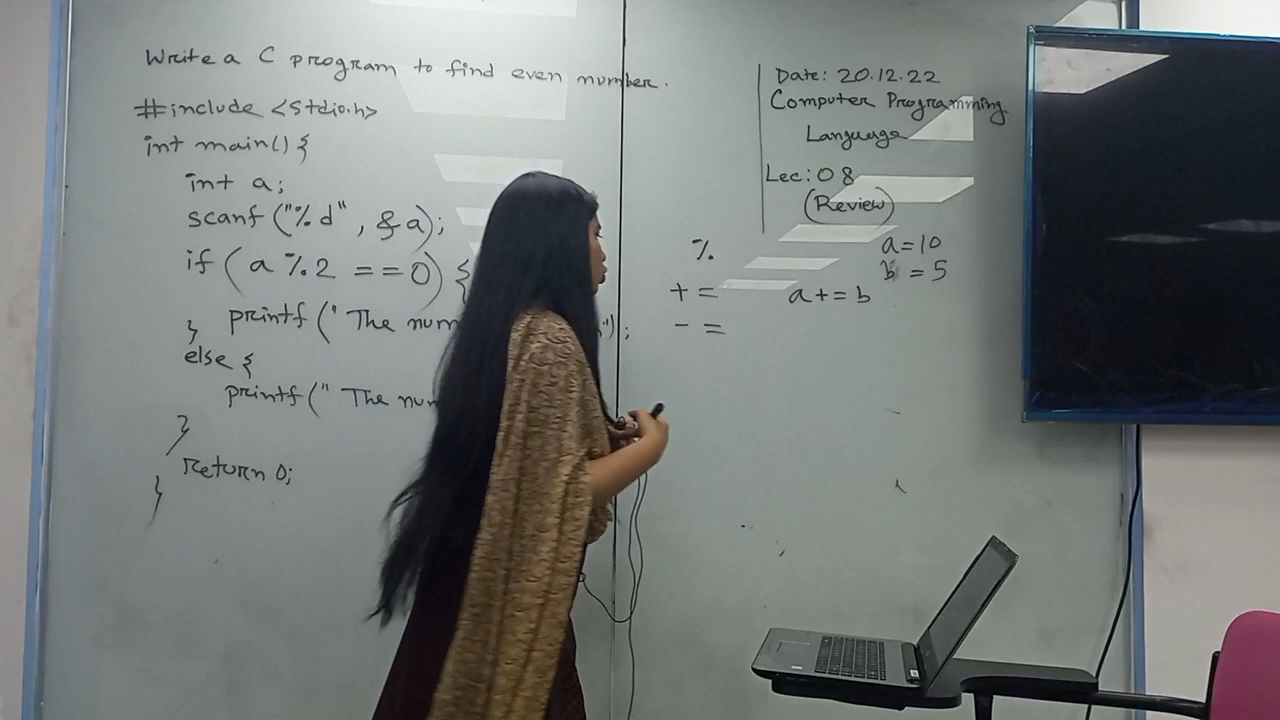 Write a C program to find even number.
#include <stdio.h>
int main() {
int a;
scanf ("%d", &a);
if (a %2 ==0) {
printf (" The num ");
}
else {
printf (" The num
}
return 0;
}
Date: 20.12.22
Computer Programming
Language
Lec: 08
(Review)
%
+=
-=
a=10
b =5
a+=b